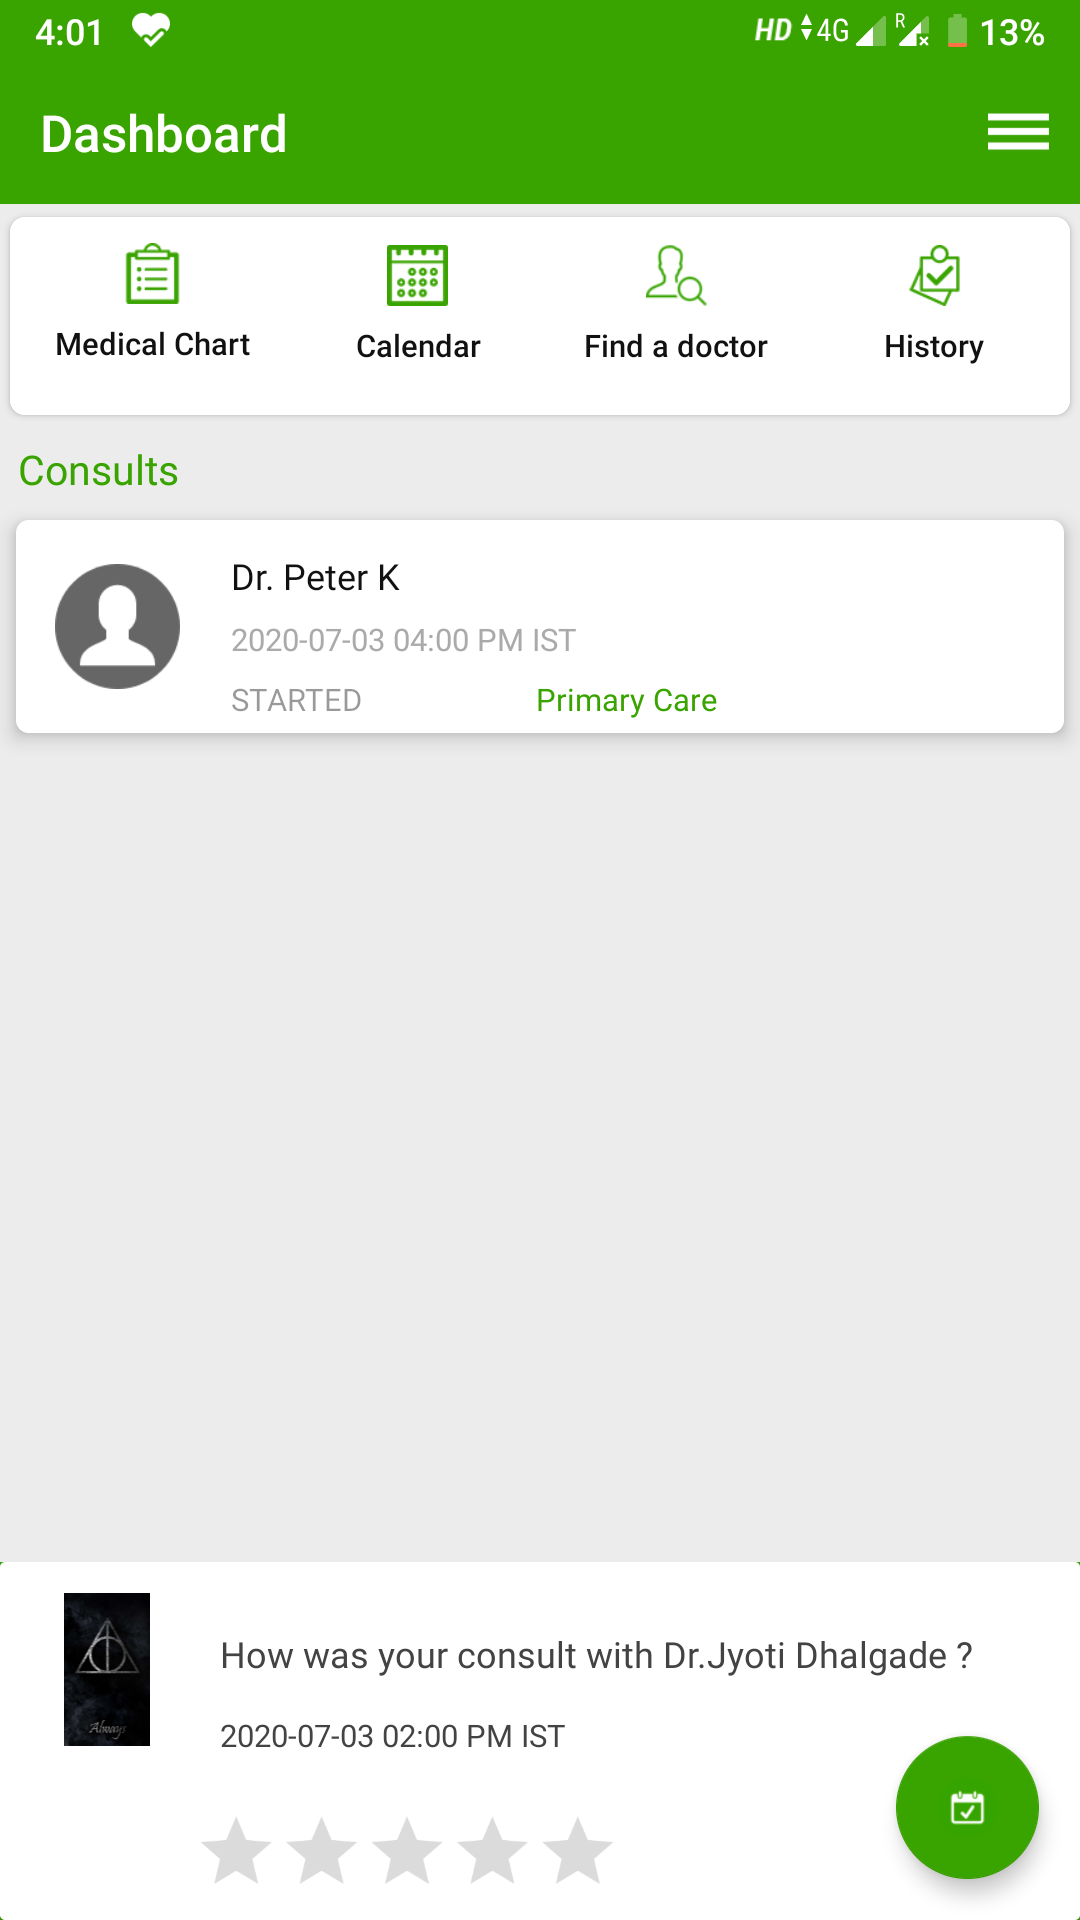 4:01 HD 4G R 13%
Dashboard
Medical Chart Calendar Find a doctor History
Consults
Dr. Peter K
2020-07-03 04:00 PM IST
STARTED Primary Care
How was your consult with Dr.Jyoti Dhalgade ?
Always
2020-07-03 02:00 PM IST